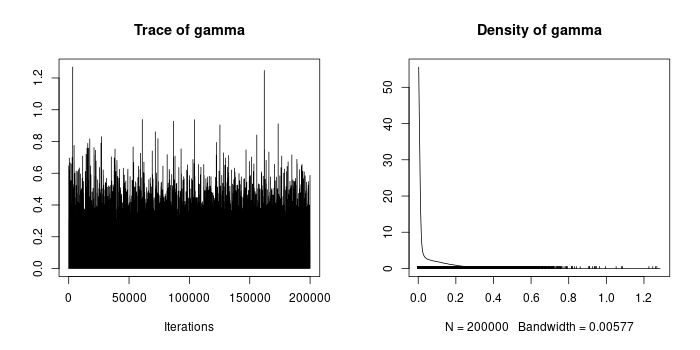 Trace of gamma
1.2
1.0
0.8
0.6
0.4
0.2
0.0
0 50000 100000 150000 200000
Iterations
Density of gamma
50
40
30
20
10
0
0.0 0.2 0.4 0.6 0.8 1.0 1.2
N = 200000 Bandwidth = 0.00577